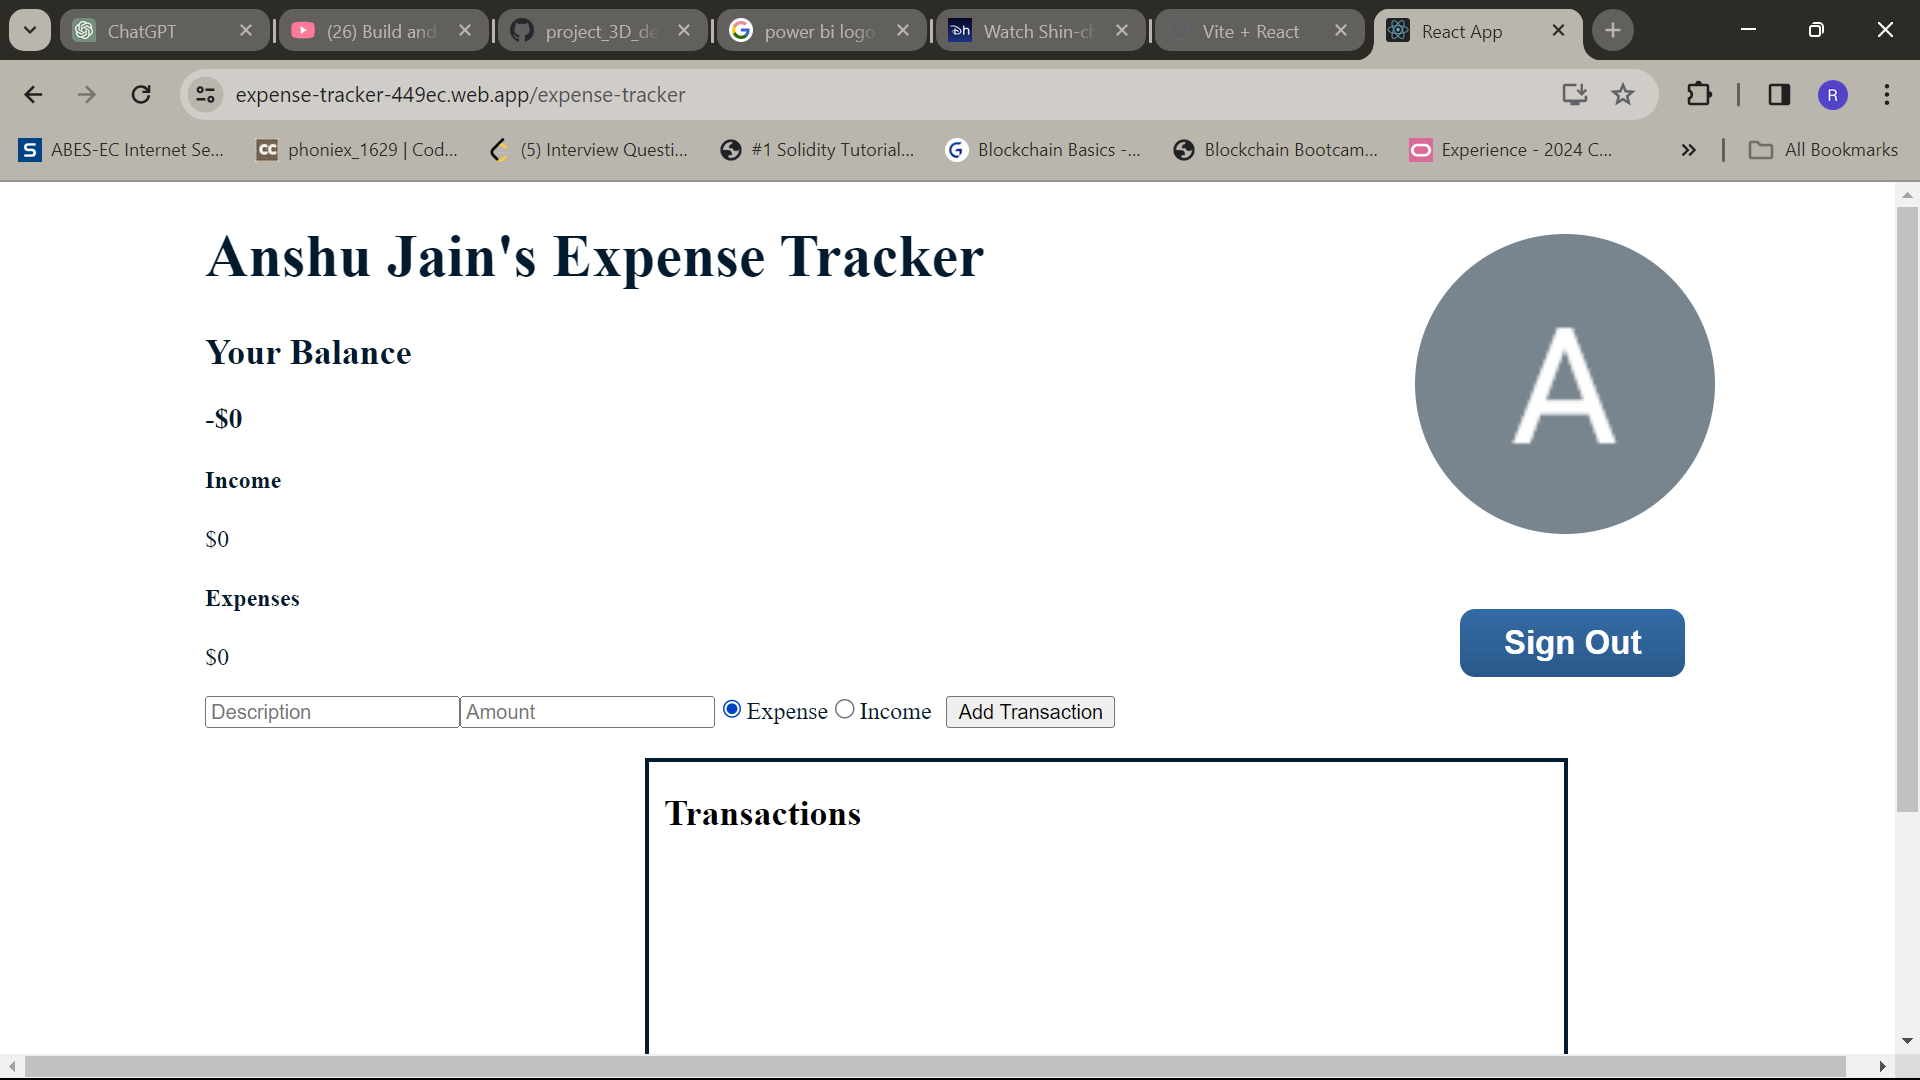 ChatGPT
(26) Build and
project_3D_de
power bi logo
Watch Shin-ch
Vite + React
React App
expense-tracker-449ec.web.app/expense-tracker
R
S ABES-EC Internet Se...
CC phoniex_1629 | Cod...
(5) Interview Questi...
#1 Solidity Tutorial...
G Blockchain Basics -...
Blockchain Bootcam...
Experience - 2024 C...
»
All Bookmarks
Anshu Jain's Expense Tracker
A
Your Balance
-$0
Income
$0
Expenses
$0
Sign Out
Description
Amount
Expense
Income
Add Transaction
Transactions